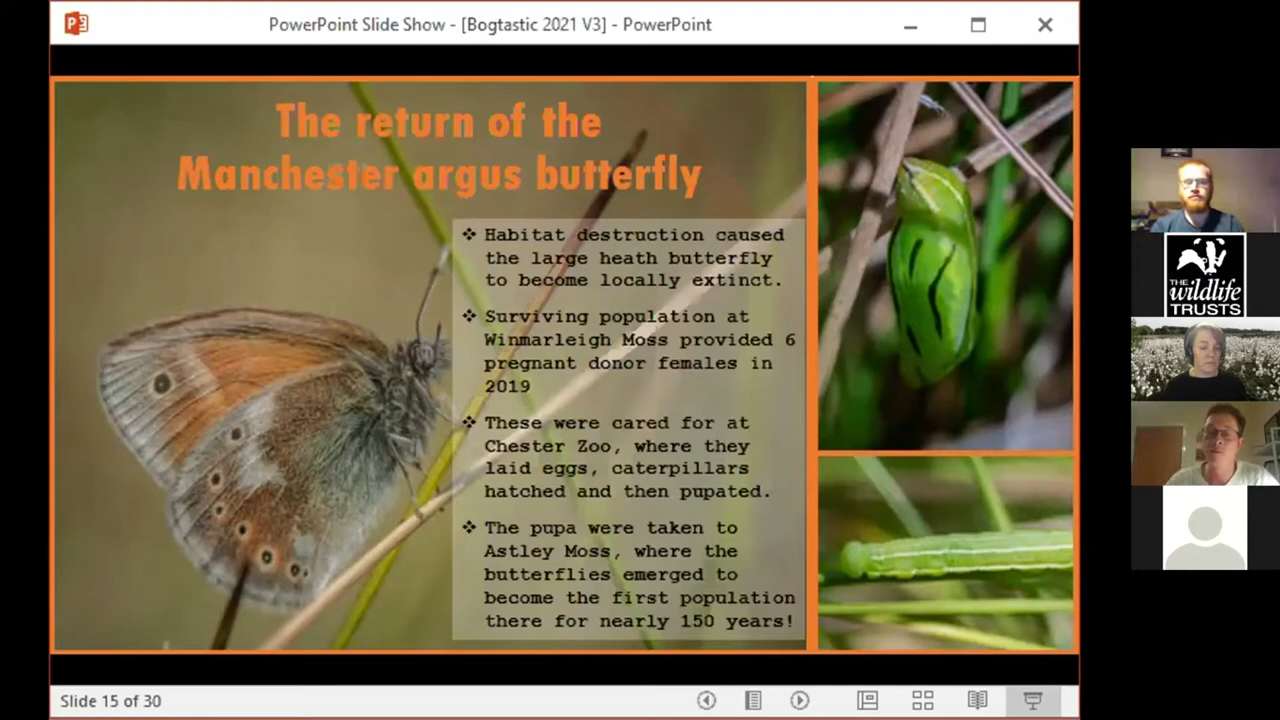 PowerPoint Slide Show - [Bogtastic 2021 V3] - PowerPoint
The return of the
Manchester argus butterfly
❖ Habitat destruction caused
the large heath butterfly
to become locally extinct.
❖ Surviving population at
Winmarleigh Moss provided 6
pregnant donor females in
2019
❖ These were cared for at
Chester Zoo, where they
laid eggs, caterpillars
hatched and then pupated.
❖ The pupa were taken to
Astley Moss, where the
butterflies emerged to
become the first population
there for nearly 150 years!
THE
wildlife
TRUSTS
Slide 15 of 30